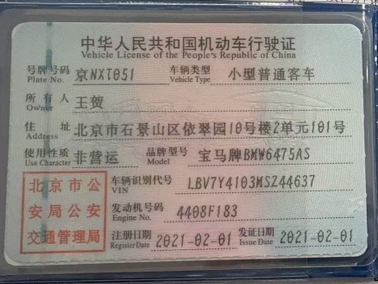 中华人民共和国机动车行驶证
Vehicle License of the People's Republic of China
号牌号码 京NXT051 车辆类型 小型普通客车
Plate No. Vehicle Type
所有人 王贺
Owner
住址 北京市石景山区依翠园10号楼2单元101号
Address
使用性质 非营运 品牌型号 宝马牌BMW6475AS
Use Character Model
北京市公安局公安交通管理局
车辆识别代号 LBV7Y4103MSZ44637
VIN
发动机号码 4408F183
Engine No.
注册日期 2021-02-01 发证日期 2021-02-01
Register Date Issue Date